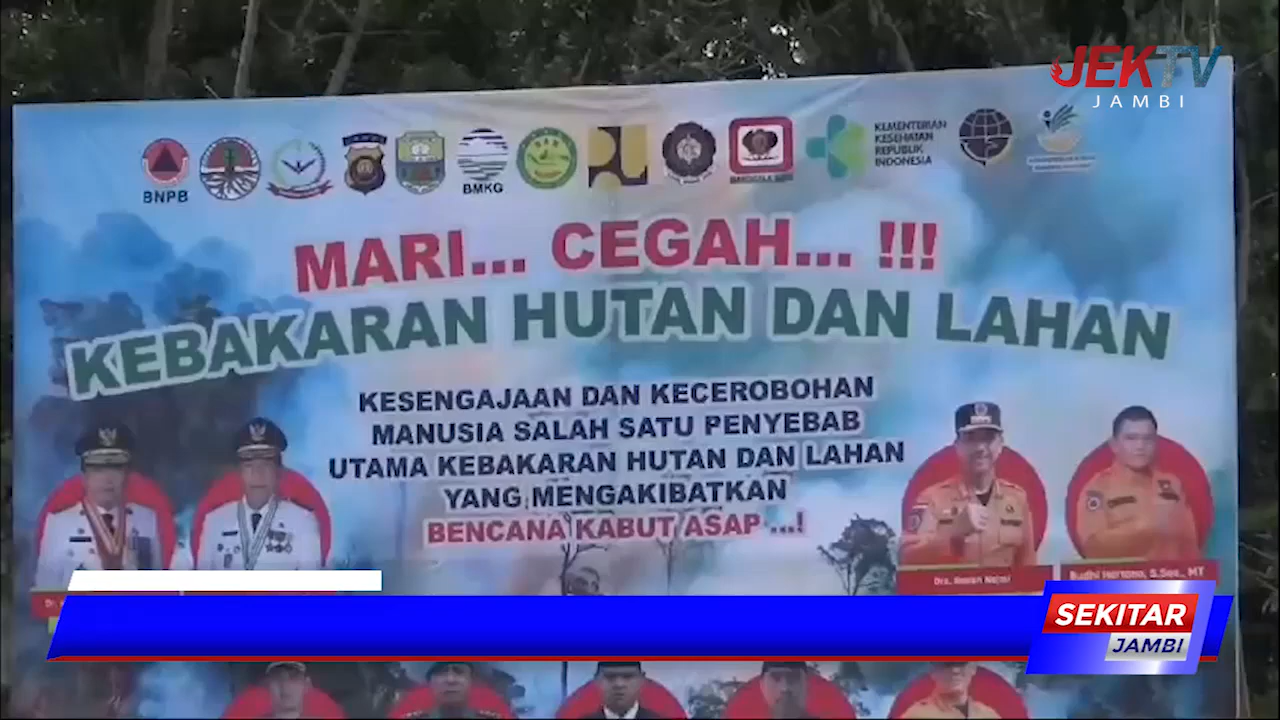 JEKTV
JAMBI
BNPB
BMKG
KEMENTERIAN
KESEHATAN
REPUBLIK
INDONESIA
MARI... CEGAH... !!!
KEBAKARAN HUTAN DAN LAHAN
KESENGAJAAN DAN KECEROBOHAN
MANUSIA SALAH SATU PENYEBAB
UTAMA KEBAKARAN HUTAN DAN LAHAN
YANG MENGAKIBATKAN
BENCANA KABUT ASAP ...!
Budhi Hartono, S.Sos., MT
SEKITAR
JAMBI